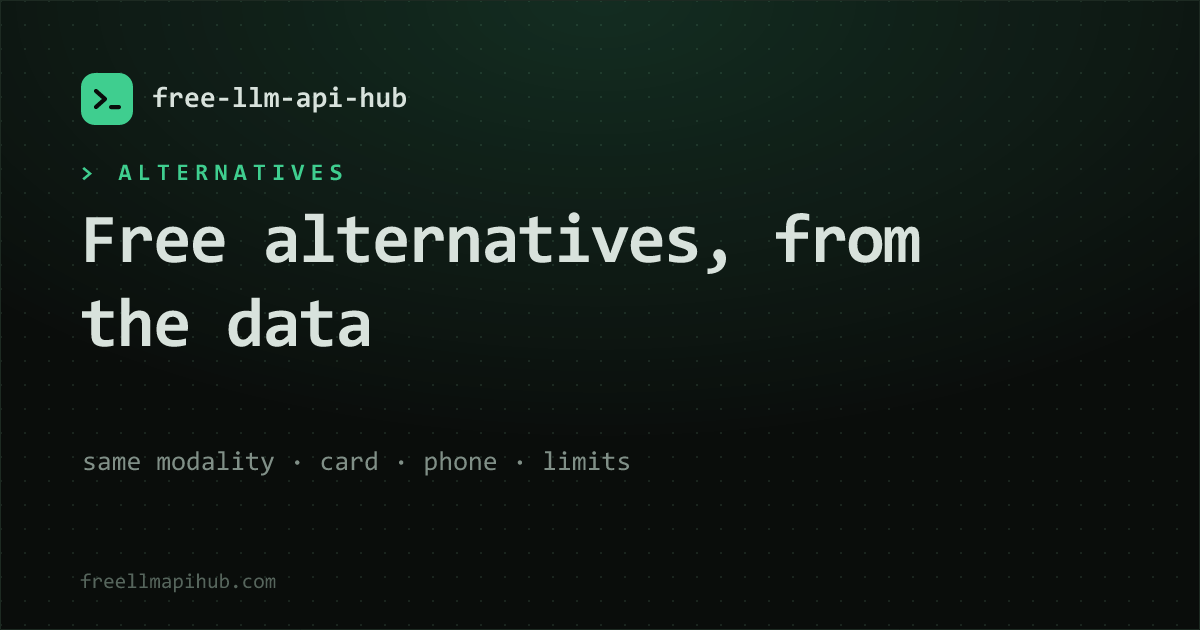 free-llm-api-hub
> ALTERNATIVES
Free alternatives, from
the data
same modality · card · phone · limits
freellmapihub.com